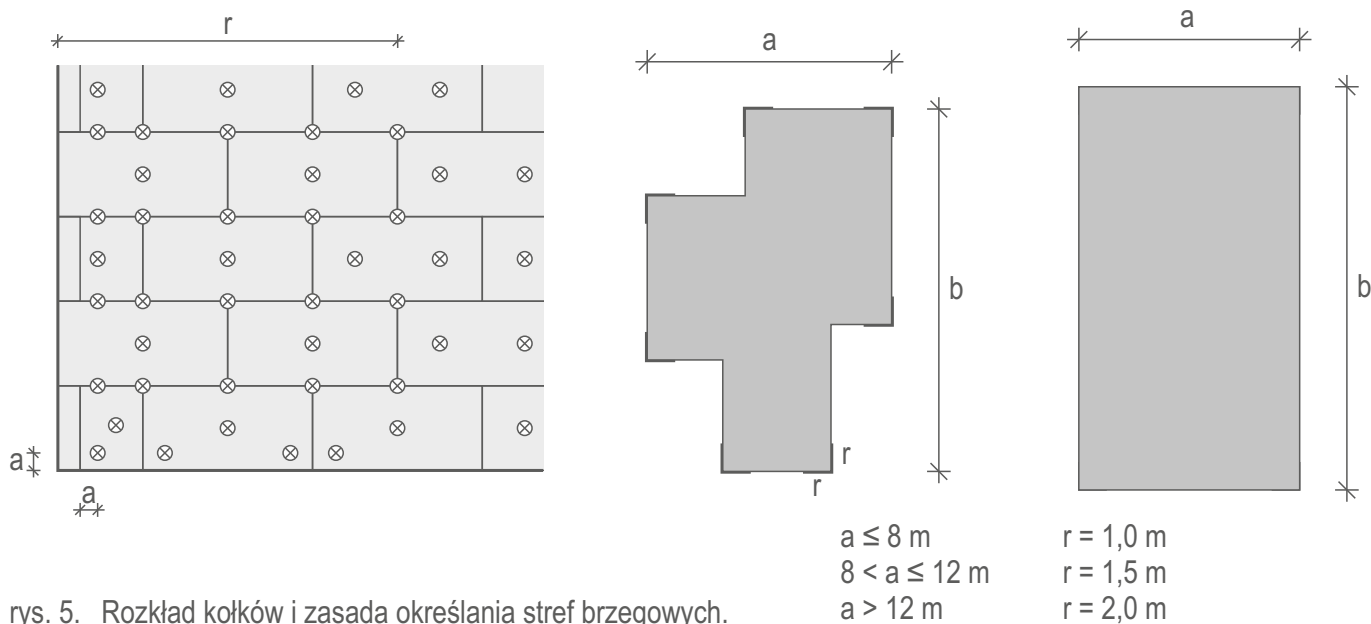 r
a
a
a
b
r
r
a
b
a ≤ 8 m r = 1,0 m
8 < a ≤ 12 m r = 1,5 m
a > 12 m r = 2,0 m
rys. 5. Rozkład kołków i zasada określania stref brzegowych.